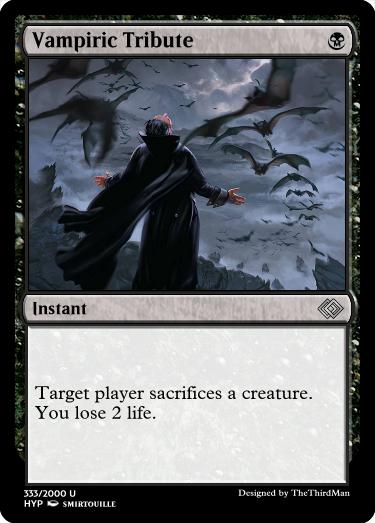 Vampiric Tribute
Instant
Target player sacrifices a creature.
You lose 2 life.
333/2000 U
Designed by TheThirdMan
HYP SMIRTOUILLE